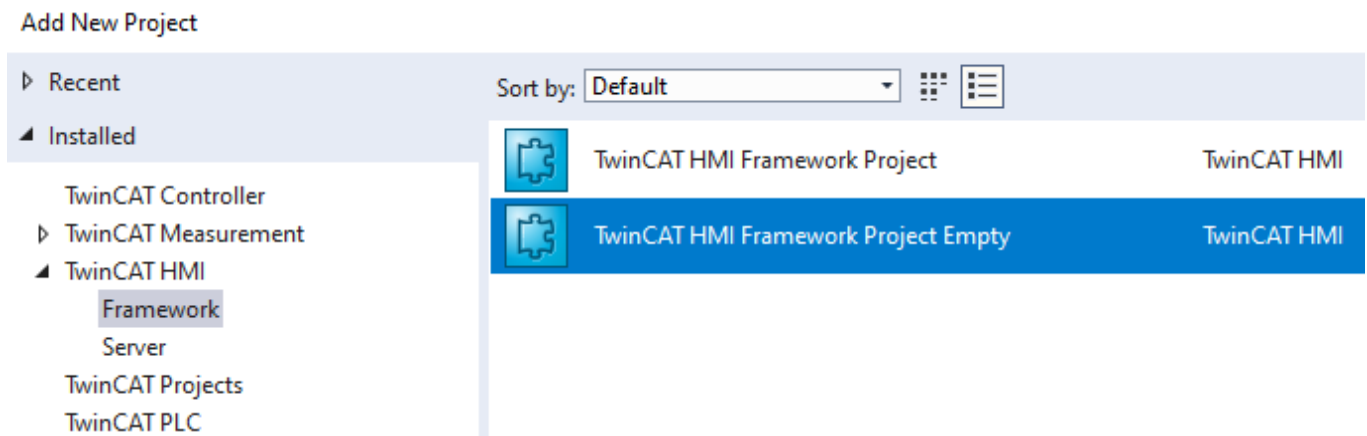 Add New Project
Recent
Installed
TwinCAT Controller
TwinCAT Measurement
TwinCAT HMI
Framework
Server
TwinCAT Projects
TwinCAT PLC
Sort by: Default
TwinCAT HMI Framework Project TwinCAT HMI
TwinCAT HMI Framework Project Empty TwinCAT HMI